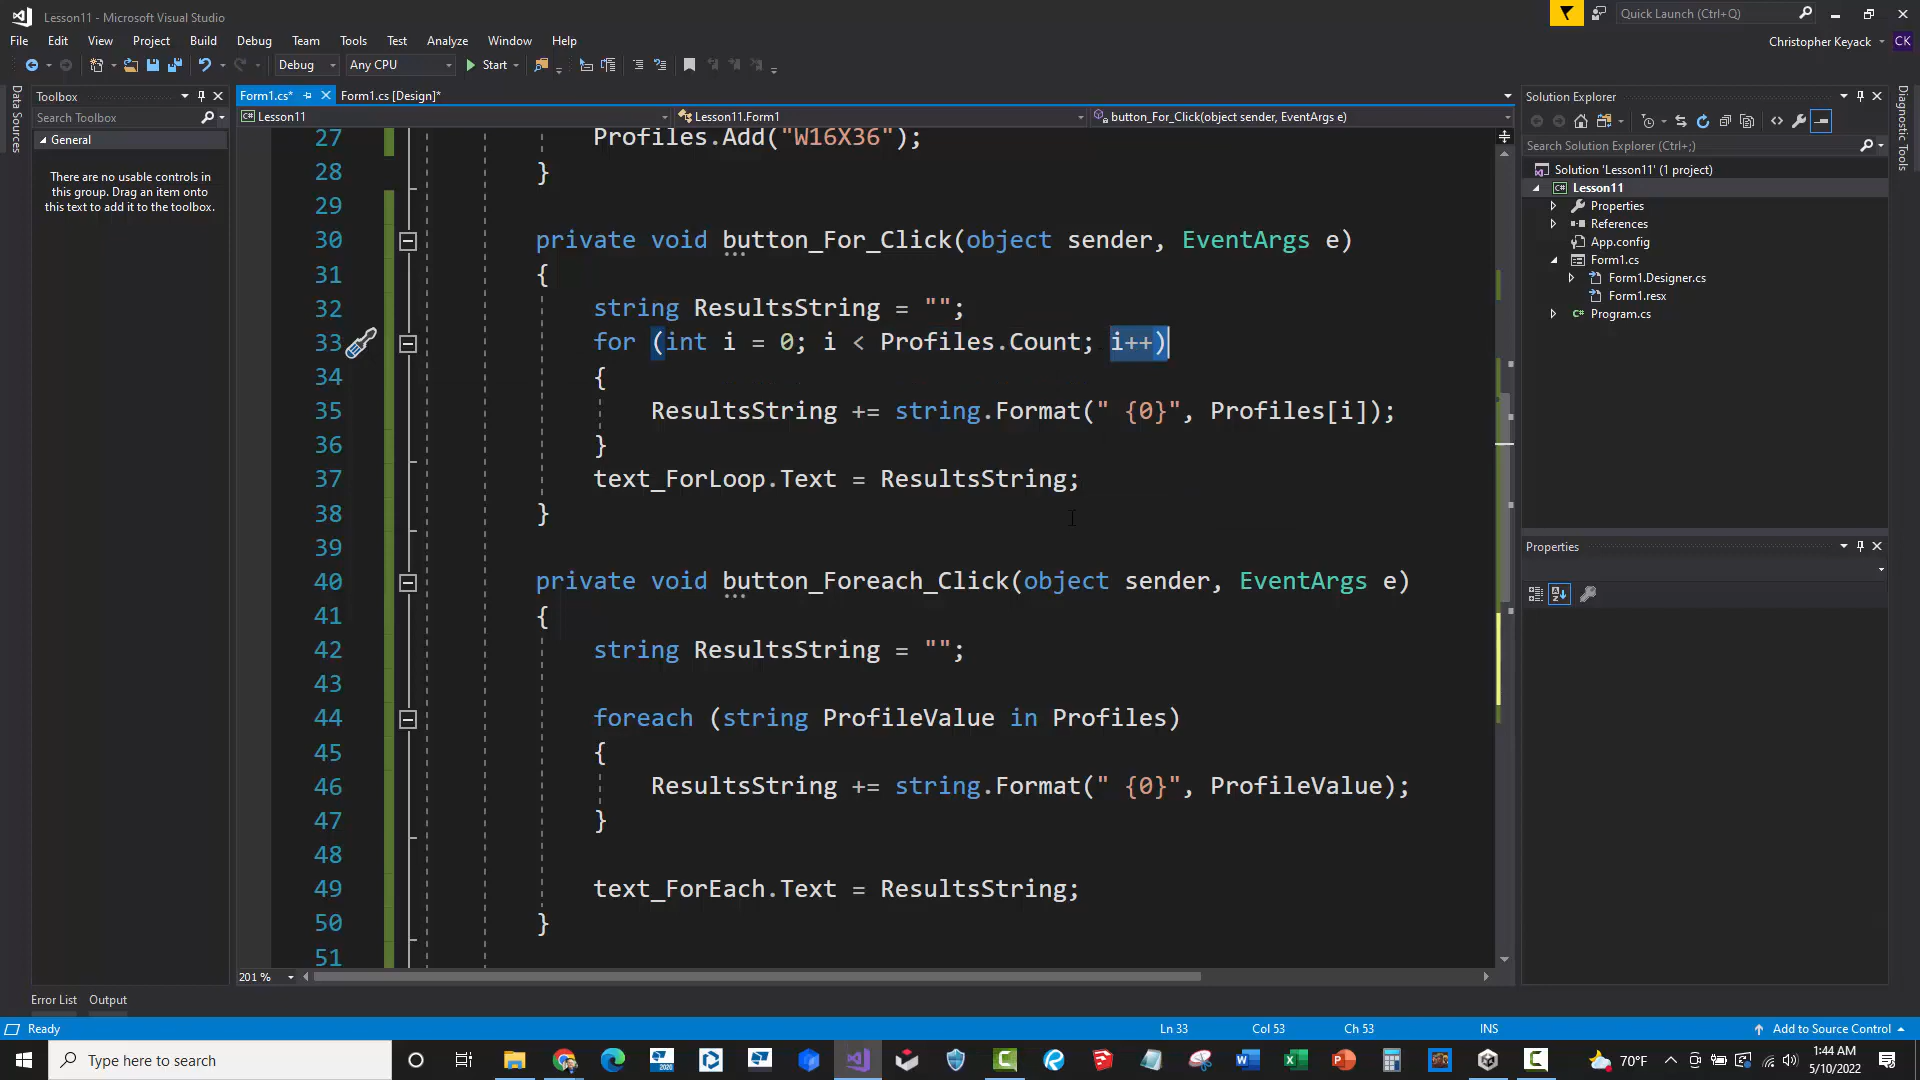 Lesson11 - Microsoft Visual Studio
Quick Launch (Ctrl+Q)
File Edit View Project Build Debug Team Tools Test Analyze Window Help
Christopher Keyack CK
Debug Any CPU Start
Data Sources
Toolbox
Search Toolbox
General
There are no usable controls in
this group. Drag an item onto
this text to add it to the toolbox.
Form1.cs* Form1.cs [Design]*
Lesson11 Lesson11.Form1 button_For_Click(object sender, EventArgs e)
27 Profiles.Add("W16X36");
28 }
29
30 private void button_For_Click(object sender, EventArgs e)
31 {
32 string ResultsString = "";
33 for (int i = 0; i < Profiles.Count; i++)
34 {
35 ResultsString += string.Format(" {0}", Profiles[i]);
36 }
37 text_ForLoop.Text = ResultsString;
38 }
39
40 private void button_Foreach_Click(object sender, EventArgs e)
41 {
42 string ResultsString = "";
43
44 foreach (string ProfileValue in Profiles)
45 {
46 ResultsString += string.Format(" {0}", ProfileValue);
47 }
48
49 text_ForEach.Text = ResultsString;
50 }
51
201 %
Solution Explorer
Search Solution Explorer (Ctrl+;)
Solution 'Lesson11' (1 project)
Lesson11
Properties
References
App.config
Form1.cs
Form1.Designer.cs
Form1.resx
Program.cs
Properties
Diagnostic Tools
Error List Output
Ready Ln 33 Col 53 Ch 53 INS Add to Source Control
Type here to search
70°F
1:44 AM
5/10/2022